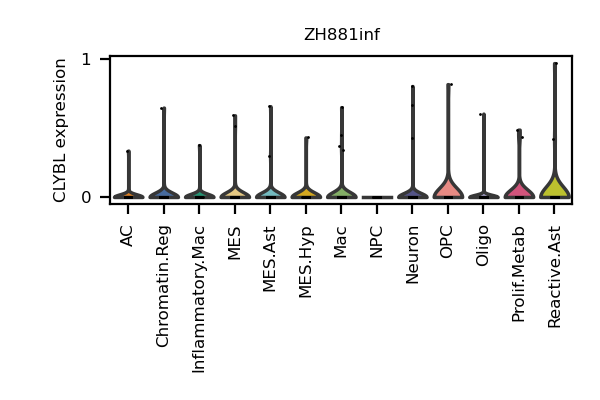 ZH881inf
CLYBL expression
1
0
AC
Chromatin.Reg
Inflammatory.Mac
MES
MES.Ast
MES.Hyp
Mac
NPC
Neuron
OPC
Oligo
Prolif.Metab
Reactive.Ast